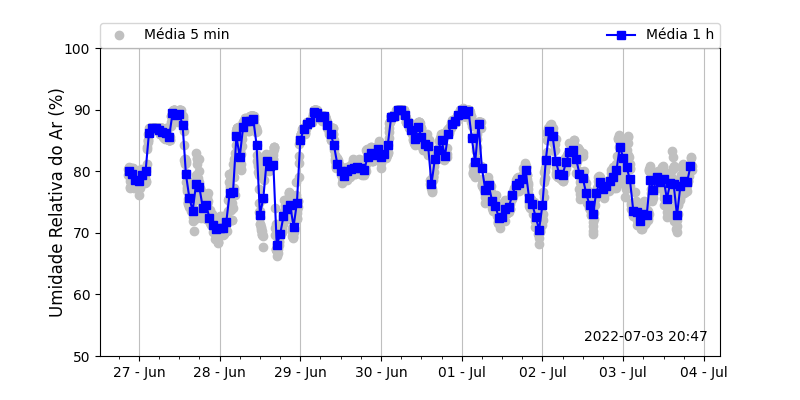 Média 5 min Média 1 h
Umidade Relativa do Ar (%)
100
90
80
70
60
50
2022-07-03 20:47
27 - Jun 28 - Jun 29 - Jun 30 - Jun 01 - Jul 02 - Jul 03 - Jul 04 - Jul